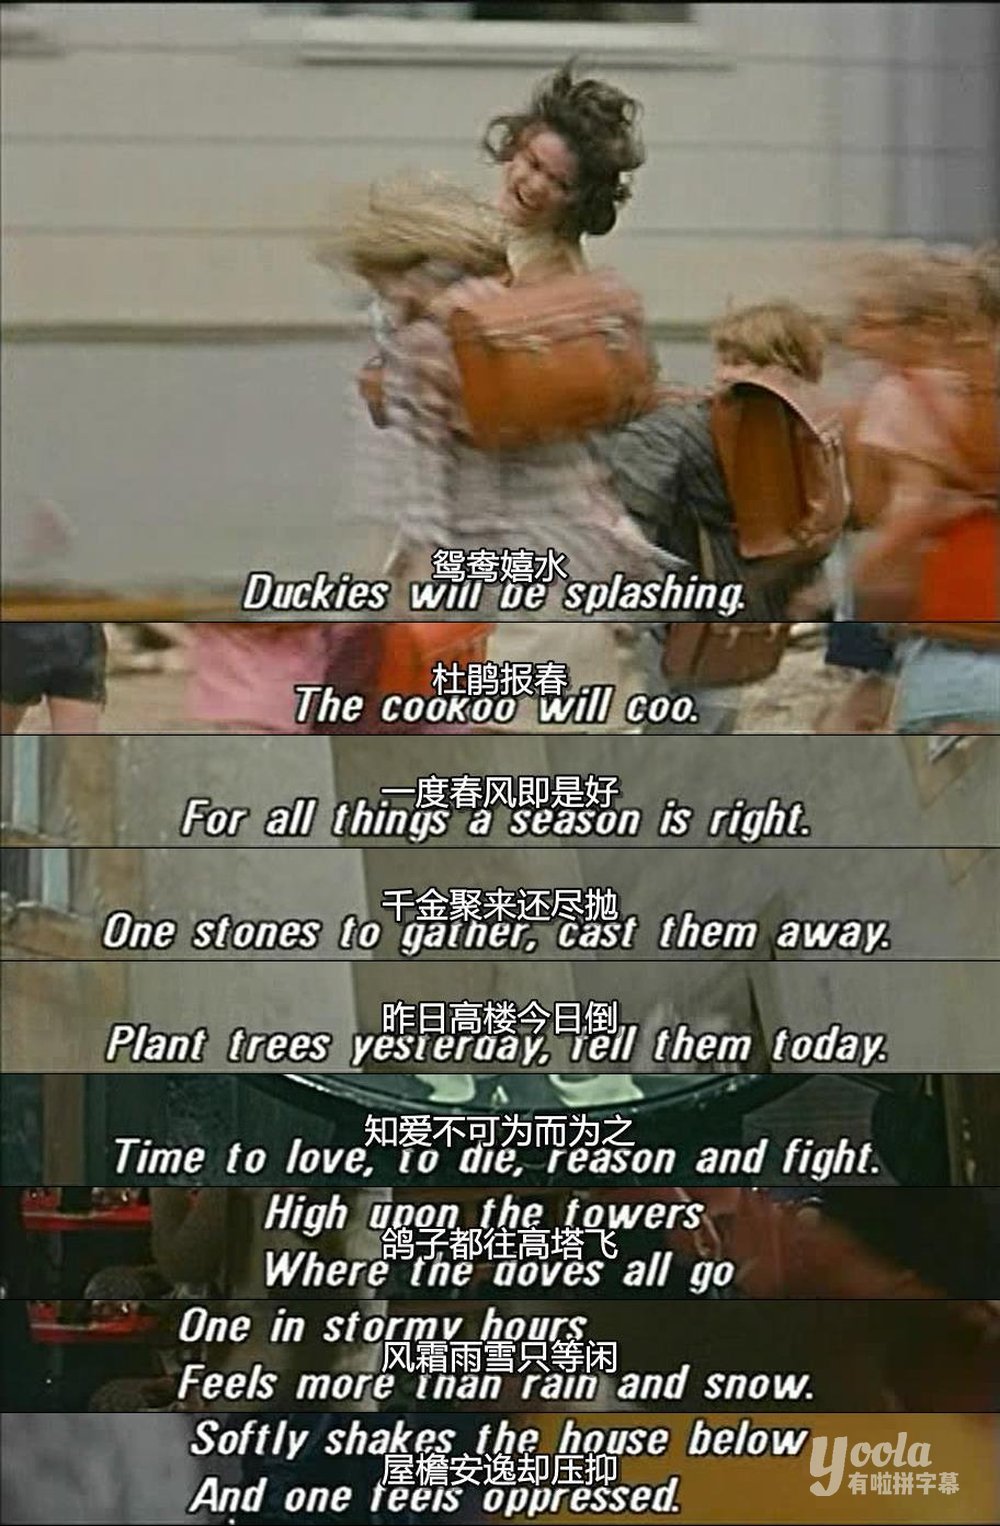 鸳鸯嬉水
Duckies will be splashing.
杜鹃报春
The cookoo will coo.
一度春风即是好
For all things a season is right.
千金聚来还尽抛
One stones to gather, cast them away.
昨日高楼今日倒
Plant trees yesterday, fell them today.
知爱不可为而为之
Time to love, to die, reason and fight.
High upon the towers
鸽子都往高塔飞
Where the doves all go
One in stormy hours
风霜雨雪只等闲
Feels more than rain and snow.
Softly shakes the house below
屋檐安逸却压抑
And one feels oppressed.
yoola
有啦拼字幕